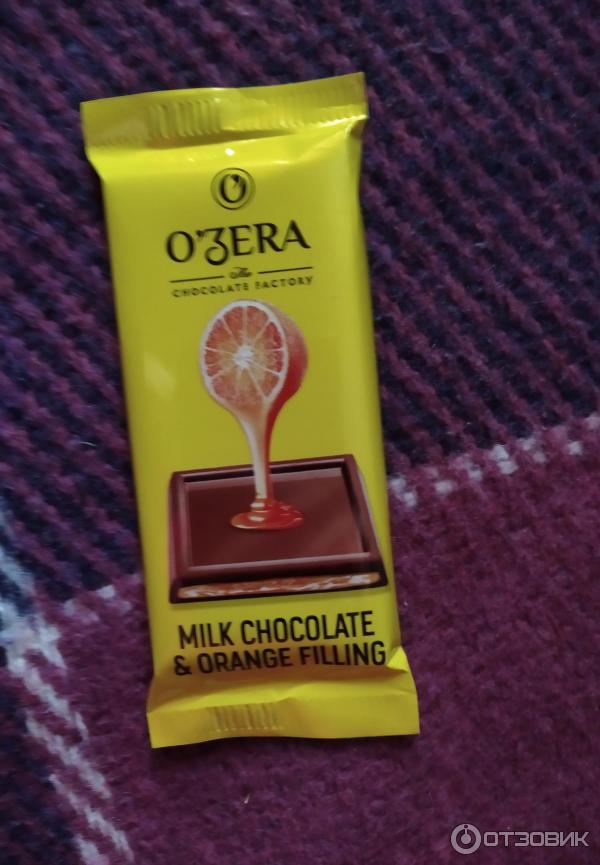 O'ZERA
The
CHOCOLATE FACTORY
MILK CHOCOLATE
& ORANGE FILLING
ОТЗОВИК